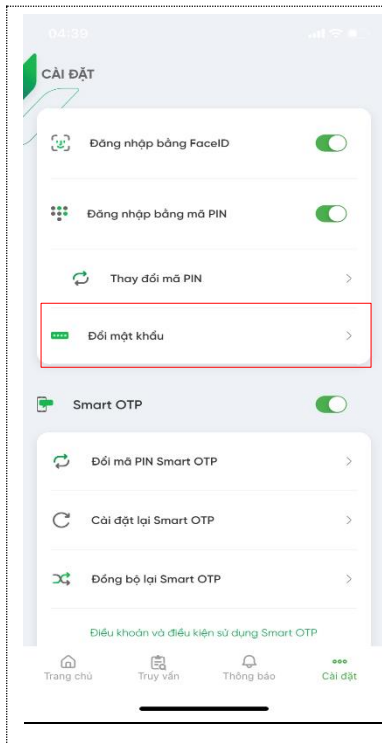 04:39
CÀI ĐẶT
Đăng nhập bằng FaceID
Đăng nhập bằng mã PIN
Thay đổi mã PIN
Đổi mật khẩu
Smart OTP
Đổi mã PIN Smart OTP
Cài đặt lại Smart OTP
Đồng bộ lại Smart OTP
Điều khoản và điều kiện sử dụng Smart OTP
Trang chủ Truy vấn Thông báo Cài đặt